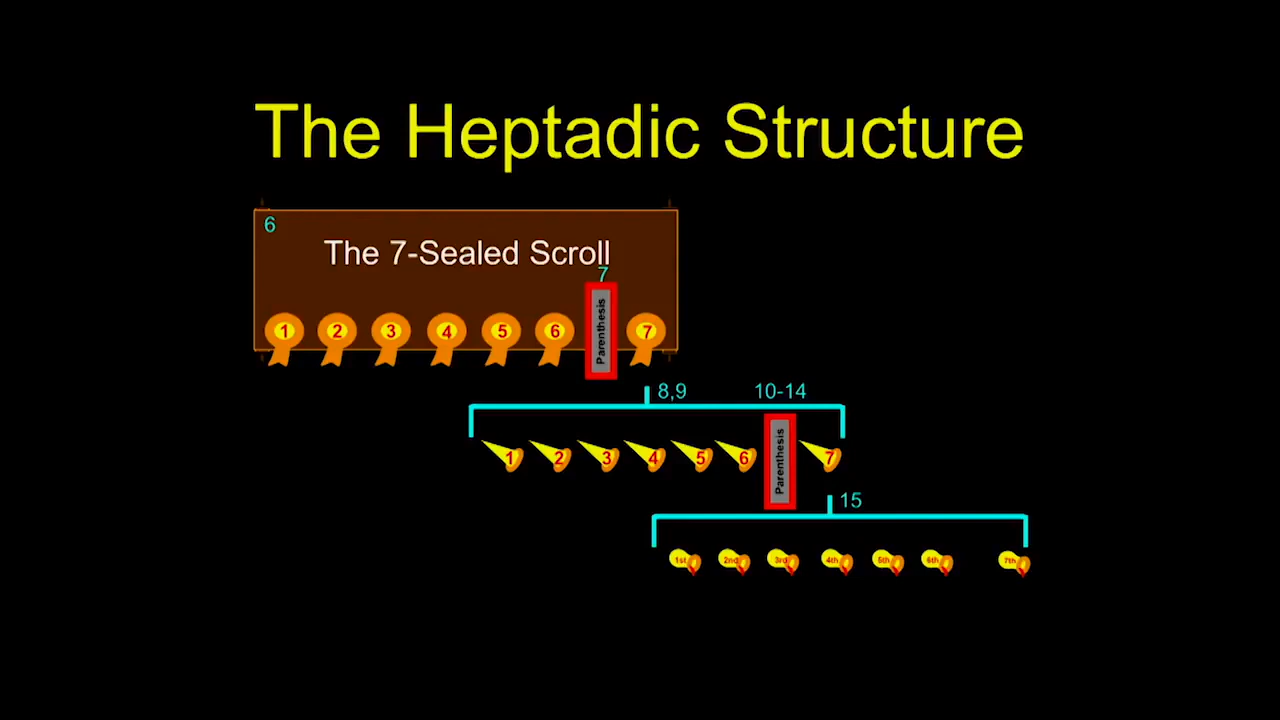 The Heptadic Structure
6
The 7-Sealed Scroll
7
1 2 3 4 5 6 Parenthesis 7
8,9 10-14
1 2 3 4 5 6 Parenthesis 7
15
1st 2nd 3rd 4th 5th 6th 7th